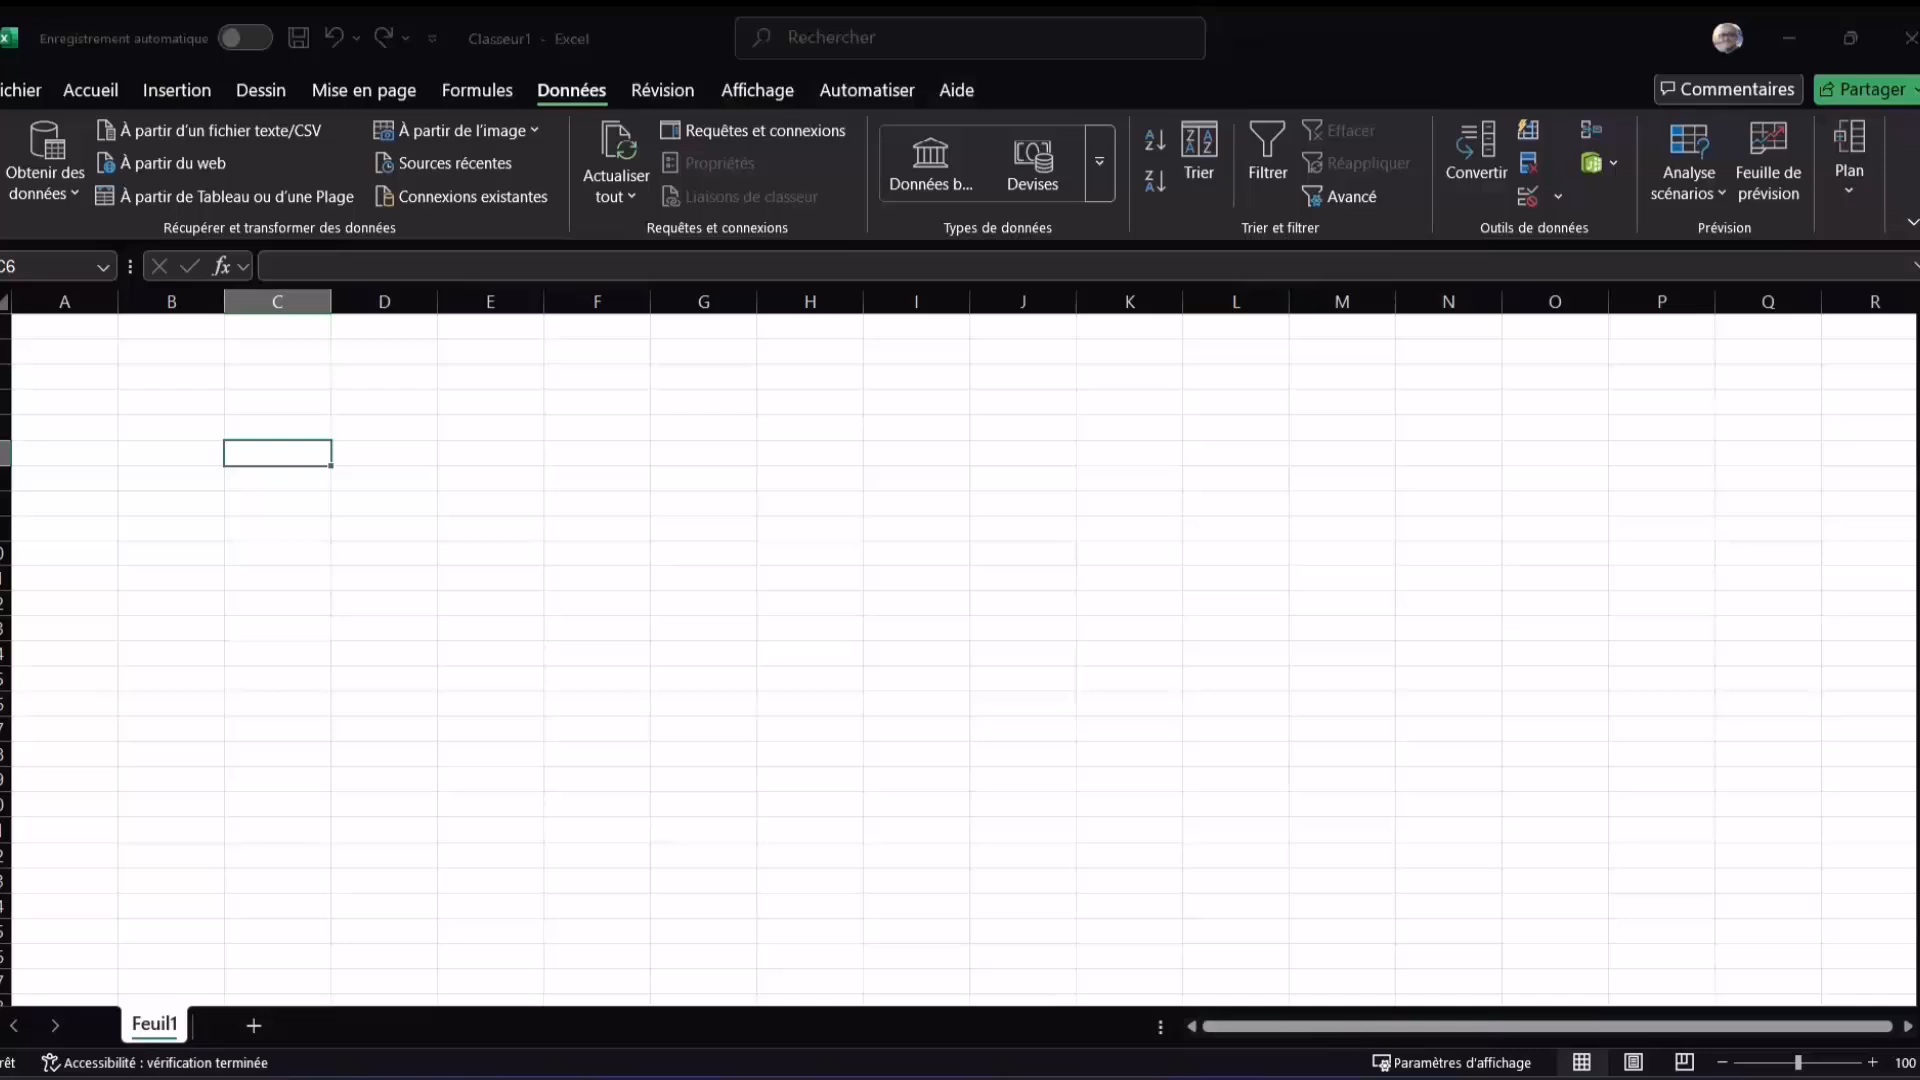 Enregistrement automatique
Classeur1 - Excel
Rechercher
ichier Accueil Insertion Dessin Mise en page Formules Données Révision Affichage Automatiser Aide
Commentaires
Partager
Obtenir des données
À partir d'un fichier texte/CSV
À partir du web
À partir de Tableau ou d'une Plage
À partir de l'image
Sources récentes
Connexions existantes
Récupérer et transformer des données
Actualiser tout
Requêtes et connexions
Propriétés
Liaisons de classeur
Requêtes et connexions
Données b...
Devises
Types de données
Trier
Filtrer
Effacer
Réappliquer
Avancé
Trier et filtrer
Convertir
Outils de données
Analyse scénarios
Feuille de prévision
Prévision
Plan
C6
fx
A B C D E F G H I J K L M N O P Q R
Feuil1
rêt
Accessibilité : vérification terminée
Paramètres d'affichage
100